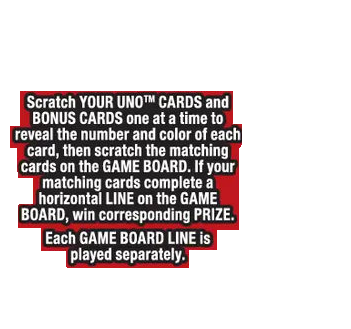 Scratch YOUR UNO™ CARDS and
BONUS CARDS one at a time to
reveal the number and color of each
card, then scratch the matching
cards on the GAME BOARD. If your
matching cards complete a
horizontal LINE on the GAME
BOARD, win corresponding PRIZE.
Each GAME BOARD LINE is
played separately.